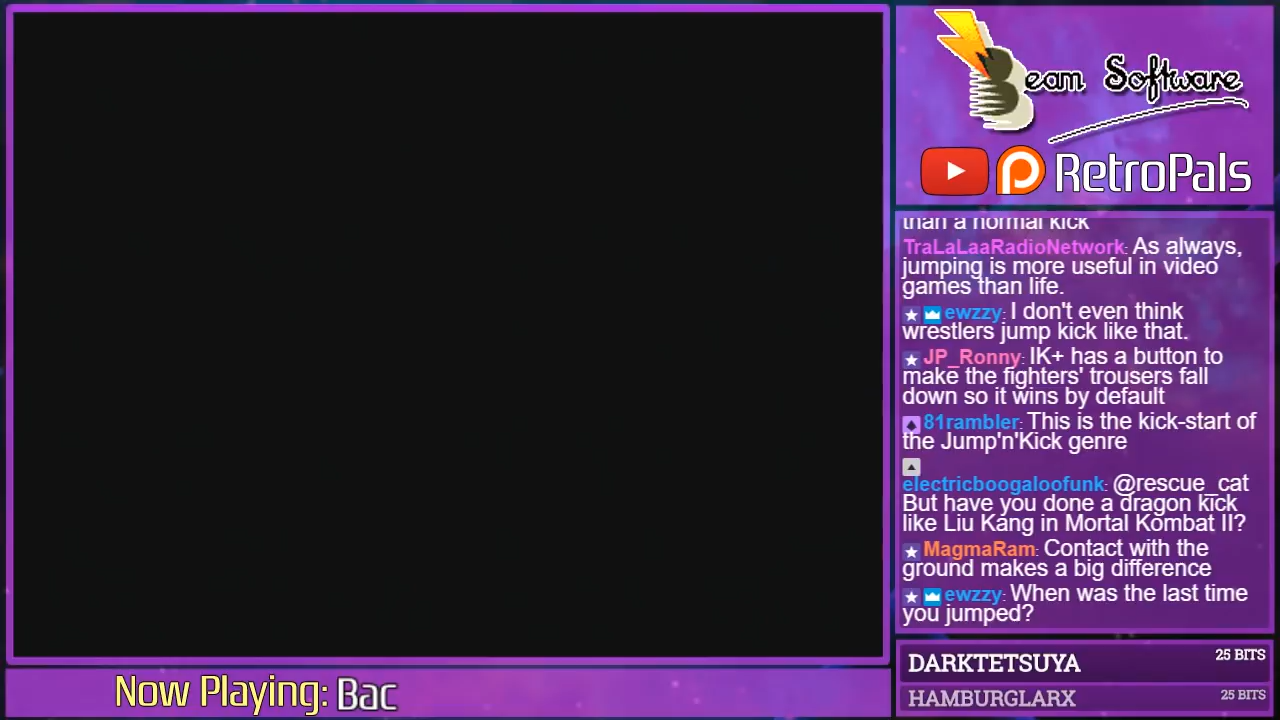 Beam Software
RetroPals
than a normal kick
TraLaLaaRadioNetwork: As always,
jumping is more useful in video
games than life.
ewzzy: I don't even think
wrestlers jump kick like that.
JP_Ronny: IK+ has a button to
make the fighters' trousers fall
down so it wins by default
81rambler: This is the kick-start of
the Jump'n'Kick genre
electricboogaloofunk: @rescue_cat
But have you done a dragon kick
like Liu Kang in Mortal Kombat II?
MagmaRam: Contact with the
ground makes a big difference
ewzzy: When was the last time
you jumped?
DARKTETSUYA 25 BITS
HAMBURGLARX 25 BITS
Now Playing: Bac